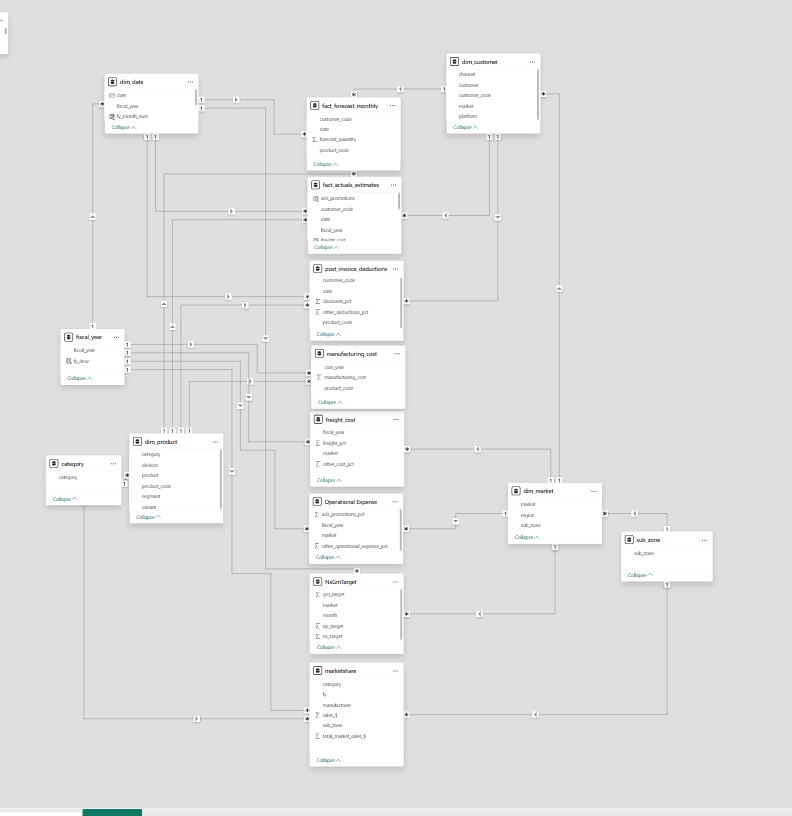 dim_date
date
fiscal_year
fy_month_num
Collapse
fact_forecast_monthly
customer_code
date
forecast_quantity
product_code
Collapse
dim_customer
channel
customer
customer_code
market
platform
Collapse
fact_actuals_estimates
ads_promotions
customer_code
date
fiscal_year
freight_cost
Collapse
post_invoice_deductions
customer_code
date
discounts_pct
other_deductions_pct
product_code
Collapse
fiscal_year
fiscal_year
fy_desc
Collapse
manufacturing_cost
cost_year
manufacturing_cost
product_code
Collapse
freight_cost
fiscal_year
freight_pct
market
other_cost_pct
Collapse
dim_product
category
division
product
product_code
segment
variant
Collapse
category
category
Collapse
Operational Expense
ads_promotions_pct
fiscal_year
market
other_operational_expense_pct
Collapse
dim_market
market
region
sub_zone
Collapse
sub_zone
sub_zone
Collapse
NsGmTarget
gm_target
market
month
np_target
ns_target
Collapse
marketshare
category
fy
manufacturer
sales_$
sub_zone
total_market_sales_$
Collapse